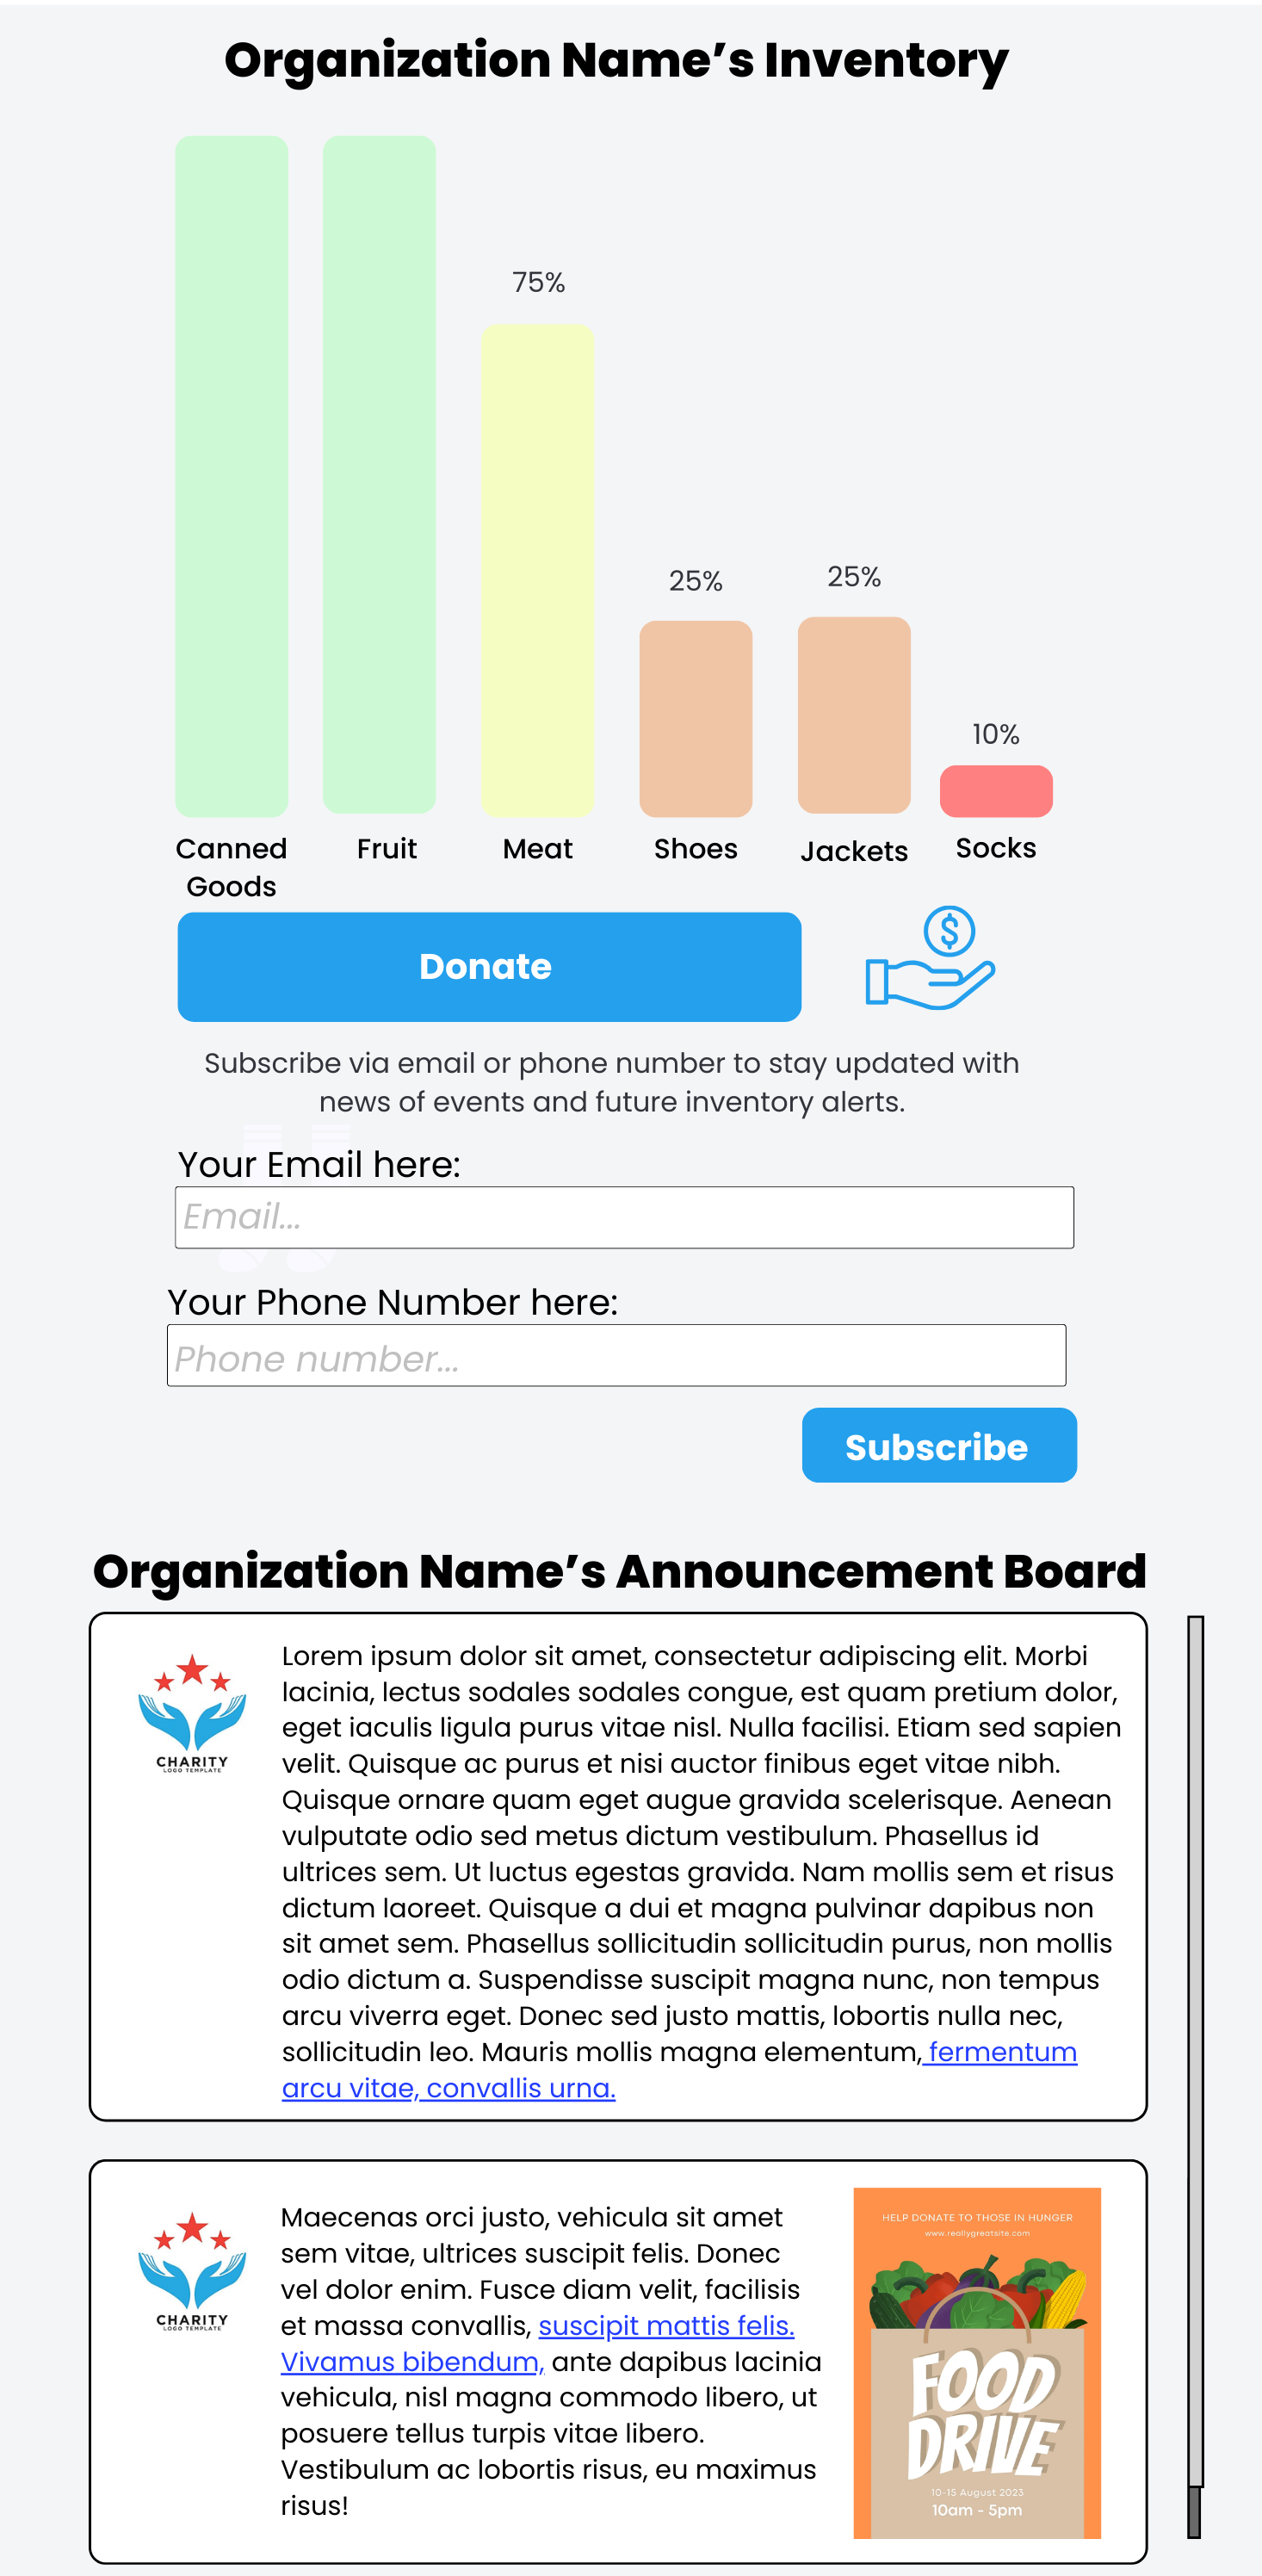 Organization Name’s Inventory
75%
25%
25%
10%
Canned
Goods
Fruit
Meat
Shoes
Jackets
Socks
Donate
$
Subscribe via email or phone number to stay updated with
news of events and future inventory alerts.
Your Email here:
Email...
Your Phone Number here:
Phone number...
Subscribe
Organization Name’s Announcement Board
CHARITY
LOGO TEMPLATE
Lorem ipsum dolor sit amet, consectetur adipiscing elit. Morbi
lacinia, lectus sodales sodales congue, est quam pretium dolor,
eget iaculis ligula purus vitae nisl. Nulla facilisi. Etiam sed sapien
velit. Quisque ac purus et nisi auctor finibus eget vitae nibh.
Quisque ornare quam eget augue gravida scelerisque. Aenean
vulputate odio sed metus dictum vestibulum. Phasellus id
ultrices sem. Ut luctus egestas gravida. Nam mollis sem et risus
dictum laoreet. Quisque a dui et magna pulvinar dapibus non
sit amet sem. Phasellus sollicitudin sollicitudin purus, non mollis
odio dictum a. Suspendisse suscipit magna nunc, non tempus
arcu viverra eget. Donec sed justo mattis, lobortis nulla nec,
sollicitudin leo. Mauris mollis magna elementum, fermentum
arcu vitae, convallis urna.
CHARITY
LOGO TEMPLATE
Maecenas orci justo, vehicula sit amet
sem vitae, ultrices suscipit felis. Donec
vel dolor enim. Fusce diam velit, facilisis
et massa convallis, suscipit mattis felis.
Vivamus bibendum, ante dapibus lacinia
vehicula, nisl magna commodo libero, ut
posuere tellus turpis vitae libero.
Vestibulum ac lobortis risus, eu maximus
risus!
HELP DONATE TO THOSE IN HUNGER
www.reallygreatsite.com
FOOD
DRIVE
10-15 August 2023
10am - 5pm